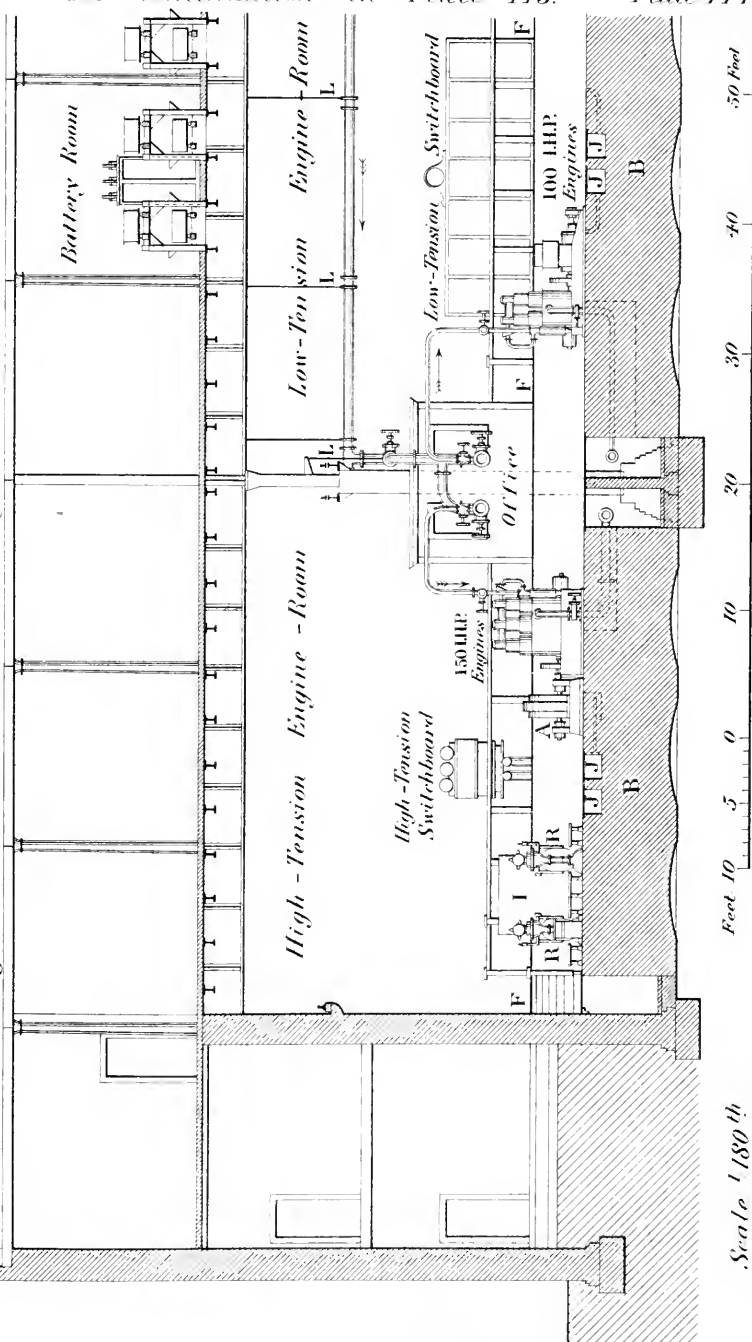 Battery Room
High-Tension Engine-Room
Low-Tension Engine-Room
L
L
L
High-Tension
Switchboard
Low-Tension Switchboard
150 I.H.P.
Engines
Office
100 I.H.P.
Engines
F
F
F
R
I
R
A
J
J
J
J
B
B
Feet 10 5 0 10 20 30 40 50 Feet
Scale 1/180th